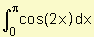 ∫₀^π cos(2x)dx